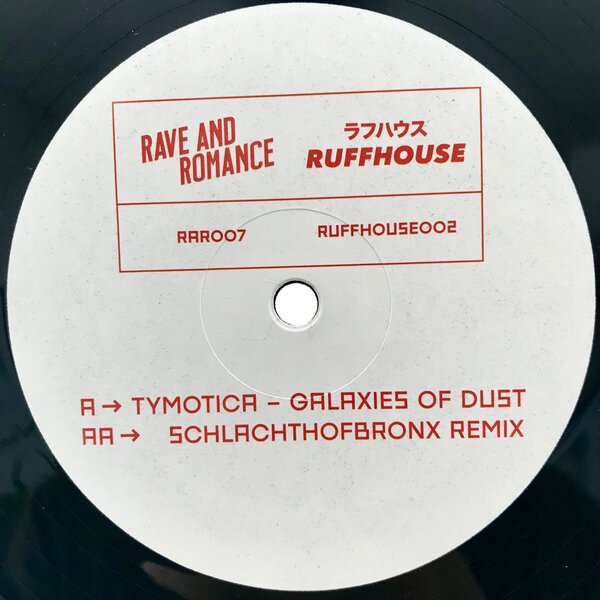 RAVE AND
ROMANCE
ラフハウス
RUFFHOUSE
RAR007
RUFFHOUSE002
A → TYMOTICA – GALAXIES OF DUST
AA → SCHLACHTHOFBRONX REMIX